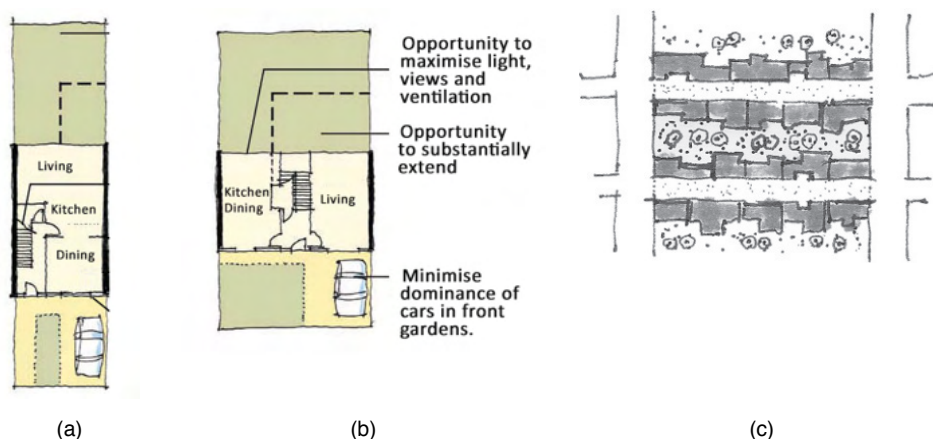 Living
Kitchen
Dining
Kitchen
Dining
Living
Opportunity to
maximise light,
views and
ventilation
Opportunity
to substantially
extend
Minimise
dominance of
cars in front
gardens.
(a)
(b)
(c)